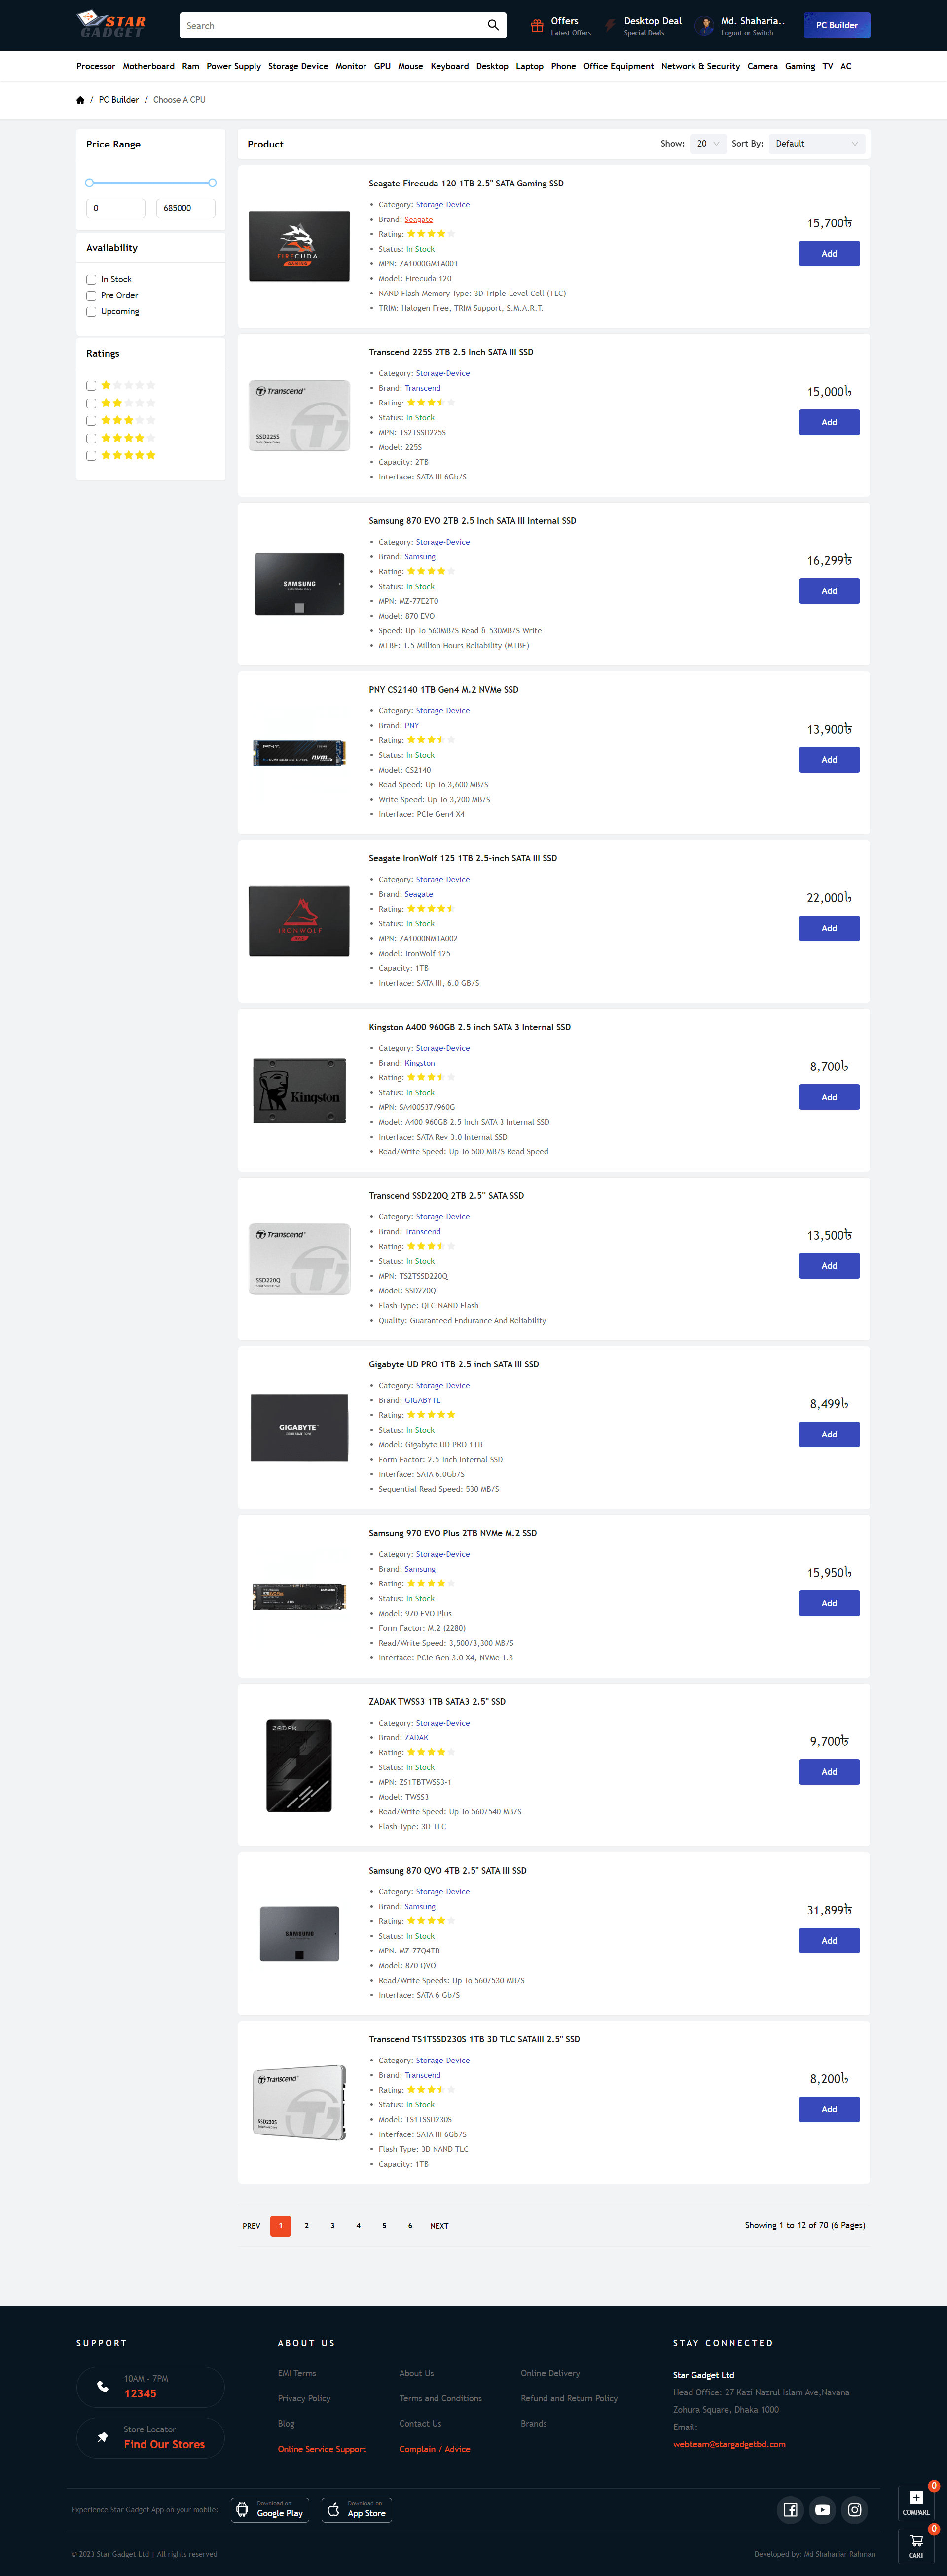 STAR
GADGET
Search
Offers
Latest Offers
Desktop Deal
Special Deals
Md. Shaharia..
Logout or Switch
PC Builder
Processor Motherboard Ram Power Supply Storage Device Monitor GPU Mouse Keyboard Desktop Laptop Phone Office Equipment Network & Security Camera Gaming TV AC
/ PC Builder / Choose A CPU
Price Range
0 685000
Availability
In Stock
Pre Order
Upcoming
Ratings
Product
Show: 20 Sort By: Default
FIRECUDA
GAMING
Seagate Firecuda 120 1TB 2.5" SATA Gaming SSD
• Category: Storage-Device
• Brand: Seagate
• Rating:
• Status: In Stock
• MPN: ZA1000GM1A001
• Model: Firecuda 120
• NAND Flash Memory Type: 3D Triple-Level Cell (TLC)
• TRIM: Halogen Free, TRIM Support, S.M.A.R.T.
15,700৳
Add
Transcend
SSD225S
Transcend 225S 2TB 2.5 Inch SATA III SSD
• Category: Storage-Device
• Brand: Transcend
• Rating:
• Status: In Stock
• MPN: TS2TSSD225S
• Model: 225S
• Capacity: 2TB
• Interface: SATA III 6Gb/S
15,000৳
Add
SAMSUNG
Samsung 870 EVO 2TB 2.5 Inch SATA III Internal SSD
• Category: Storage-Device
• Brand: Samsung
• Rating:
• Status: In Stock
• MPN: MZ-77E2T0
• Model: 870 EVO
• Speed: Up To 560MB/S Read & 530MB/S Write
• MTBF: 1.5 Million Hours Reliability (MTBF)
16,299৳
Add
PNY
nvm
PNY CS2140 1TB Gen4 M.2 NVMe SSD
• Category: Storage-Device
• Brand: PNY
• Rating:
• Status: In Stock
• Model: CS2140
• Read Speed: Up To 3,600 MB/S
• Write Speed: Up To 3,200 MB/S
• Interface: PCIe Gen4 X4
13,900৳
Add
IRONWOLF
Seagate IronWolf 125 1TB 2.5-inch SATA III SSD
• Category: Storage-Device
• Brand: Seagate
• Rating:
• Status: In Stock
• MPN: ZA1000NM1A002
• Model: IronWolf 125
• Capacity: 1TB
• Interface: SATA III, 6.0 GB/S
22,000৳
Add
Kingston
Kingston A400 960GB 2.5 inch SATA 3 Internal SSD
• Category: Storage-Device
• Brand: Kingston
• Rating:
• Status: In Stock
• MPN: SA400S37/960G
• Model: A400 960GB 2.5 Inch SATA 3 Internal SSD
• Interface: SATA Rev 3.0 Internal SSD
• Read/Write Speed: Up To 500 MB/S Read Speed
8,700৳
Add
Transcend
SSD220Q
Transcend SSD220Q 2TB 2.5'' SATA SSD
• Category: Storage-Device
• Brand: Transcend
• Rating:
• Status: In Stock
• MPN: TS2TSSD220Q
• Model: SSD220Q
• Flash Type: QLC NAND Flash
• Quality: Guaranteed Endurance And Reliability
13,500৳
Add
GIGABYTE
Gigabyte UD PRO 1TB 2.5 inch SATA III SSD
• Category: Storage-Device
• Brand: GIGABYTE
• Rating:
• Status: In Stock
• Model: Gigabyte UD PRO 1TB
• Form Factor: 2.5-Inch Internal SSD
• Interface: SATA 6.0Gb/S
• Sequential Read Speed: 530 MB/S
8,499৳
Add
Samsung 970 EVO Plus 2TB NVMe M.2 SSD
• Category: Storage-Device
• Brand: Samsung
• Rating:
• Status: In Stock
• Model: 970 EVO Plus
• Form Factor: M.2 (2280)
• Read/Write Speed: 3,500/3,300 MB/S
• Interface: PCIe Gen 3.0 X4, NVMe 1.3
15,950৳
Add
ZADAK
ZADAK TWSS3 1TB SATA3 2.5" SSD
• Category: Storage-Device
• Brand: ZADAK
• Rating:
• Status: In Stock
• MPN: ZS1TBTWSS3-1
• Model: TWSS3
• Read/Write Speed: Up To 560/540 MB/S
• Flash Type: 3D TLC
9,700৳
Add
SAMSUNG
Samsung 870 QVO 4TB 2.5" SATA III SSD
• Category: Storage-Device
• Brand: Samsung
• Rating:
• Status: In Stock
• MPN: MZ-77Q4TB
• Model: 870 QVO
• Read/Write Speeds: Up To 560/530 MB/S
• Interface: SATA 6 Gb/S
31,899৳
Add
Transcend
SSD230S
Transcend TS1TSSD230S 1TB 3D TLC SATAIII 2.5" SSD
• Category: Storage-Device
• Brand: Transcend
• Rating:
• Status: In Stock
• Model: TS1TSSD230S
• Interface: SATA III 6Gb/S
• Flash Type: 3D NAND TLC
• Capacity: 1TB
8,200৳
Add
PREV 1 2 3 4 5 6 NEXT
Showing 1 to 12 of 70 (6 Pages)
SUPPORT
10AM - 7PM
12345
Store Locator
Find Our Stores
ABOUT US
EMI Terms About Us Online Delivery
Privacy Policy Terms and Conditions Refund and Return Policy
Blog Contact Us Brands
Online Service Support Complain / Advice
STAY CONNECTED
Star Gadget Ltd
Head Office: 27 Kazi Nazrul Islam Ave,Navana
Zohura Square, Dhaka 1000
Email:
webteam@stargadgetbd.com
Experience Star Gadget App on your mobile:
Download on
Google Play
Download on
App Store
0
COMPARE
0
CART
© 2023 Star Gadget Ltd | All rights reserved
Developed by: Md Shahariar Rahman